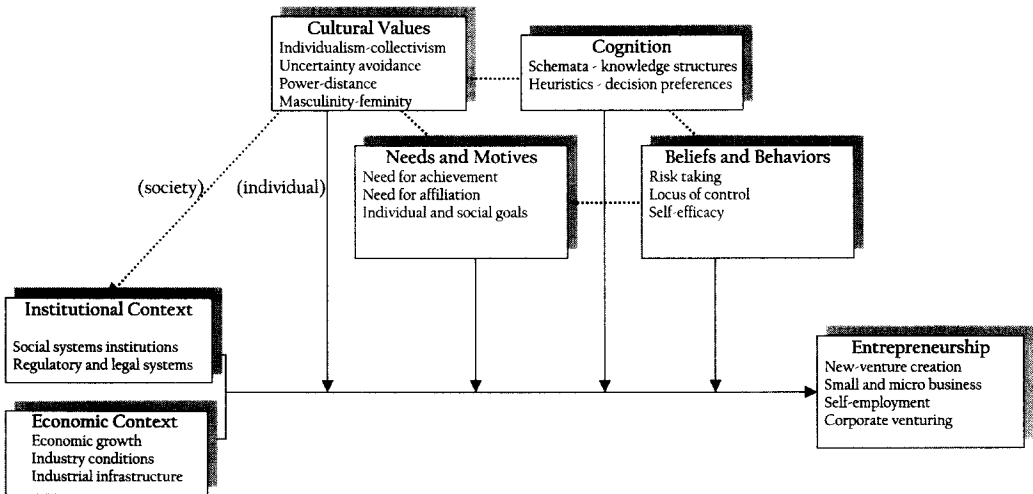 Cultural Values
Individualism-collectivism
Uncertainty avoidance
Power-distance
Masculinity-feminity
Cognition
Schemata - knowledge structures
Heuristics - decision preferences
Needs and Motives
Need for achievement
Need for affiliation
Individual and social goals
Beliefs and Behaviors
Risk taking
Locus of control
Self-efficacy
(society)
(individual)
Institutional Context
Social systems institutions
Regulatory and legal systems
Economic Context
Economic growth
Industry conditions
Industrial infrastructure
Entrepreneurship
New-venture creation
Small and micro business
Self-employment
Corporate venturing